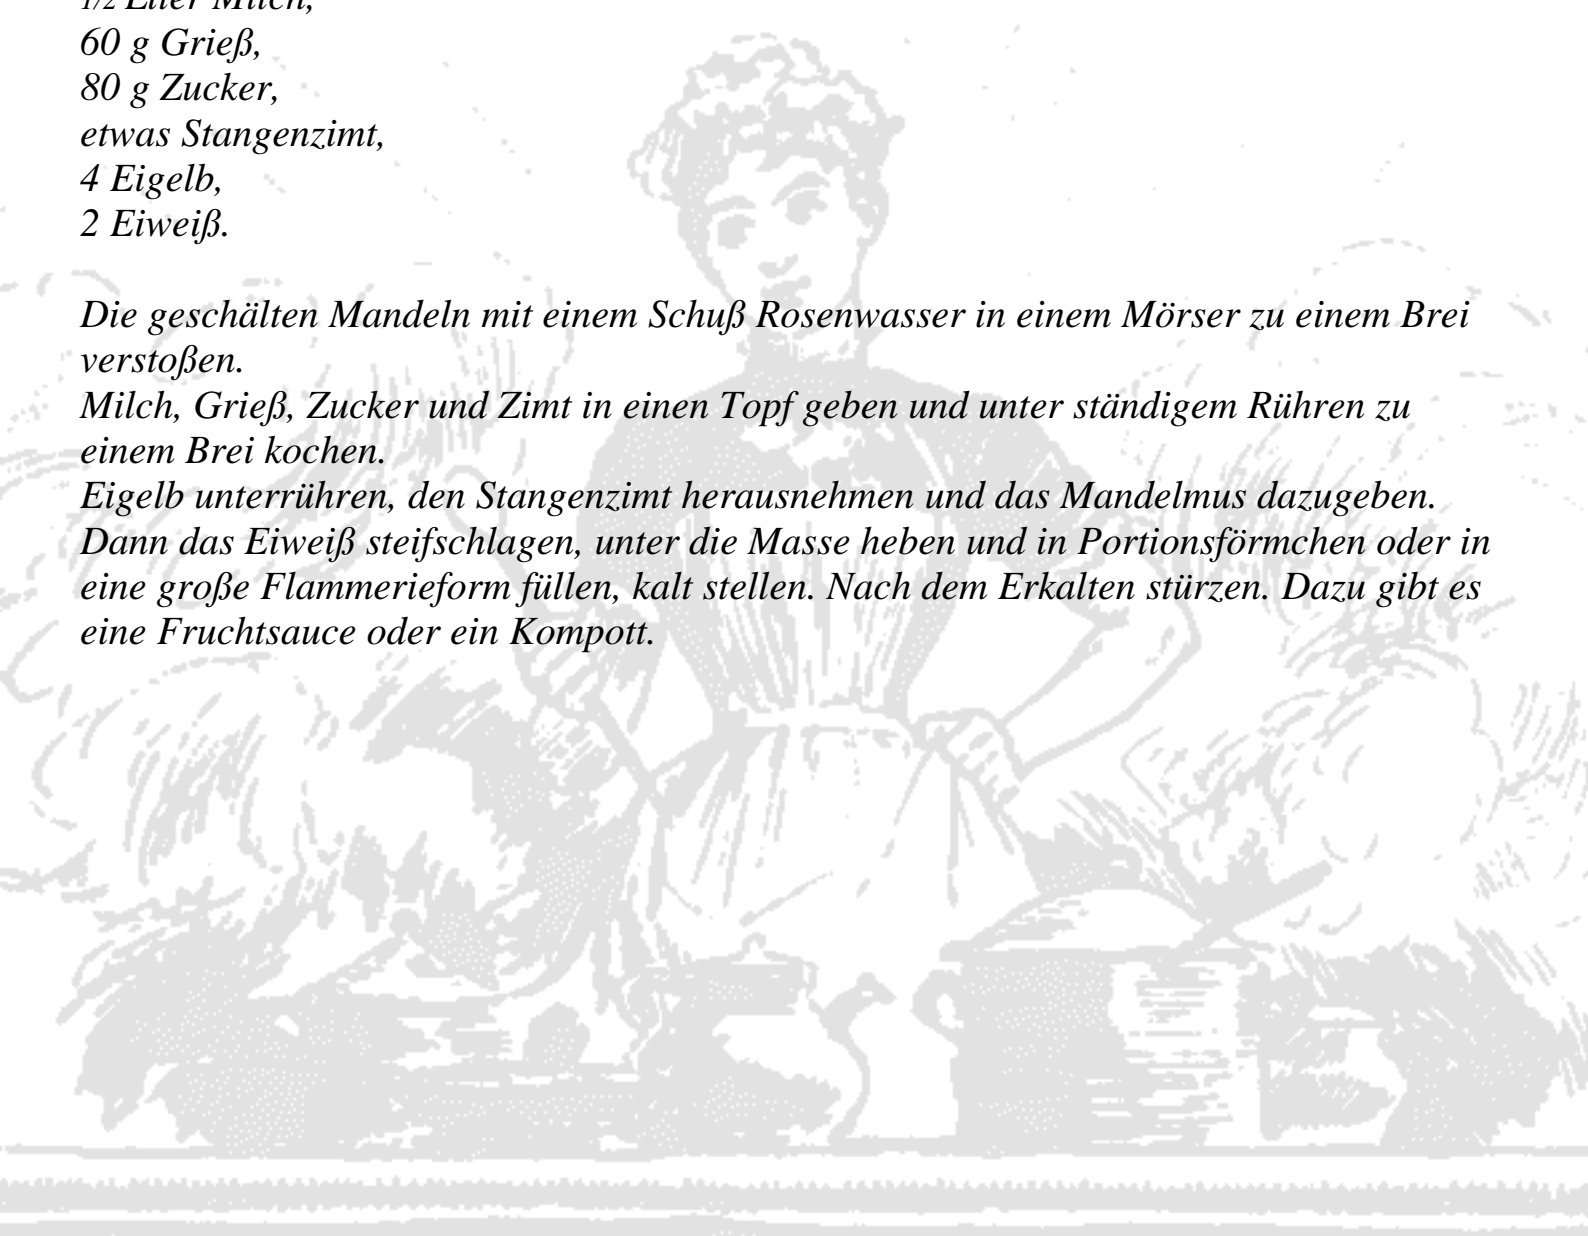 ½ Liter Milch,
60 g Grieß,
80 g Zucker,
etwas Stangenzimt,
4 Eigelb,
2 Eiweiß.
Die geschälten Mandeln mit einem Schuß Rosenwasser in einem Mörser zu einem Brei
verstoßen.
Milch, Grieß, Zucker und Zimt in einen Topf geben und unter ständigem Rühren zu
einem Brei kochen.
Eigelb unterrühren, den Stangenzimt herausnehmen und das Mandelmus dazugeben.
Dann das Eiweiß steifschlagen, unter die Masse heben und in Portionsförmchen oder in
eine große Flammerieform füllen, kalt stellen. Nach dem Erkalten stürzen. Dazu gibt es
eine Fruchtsauce oder ein Kompott.